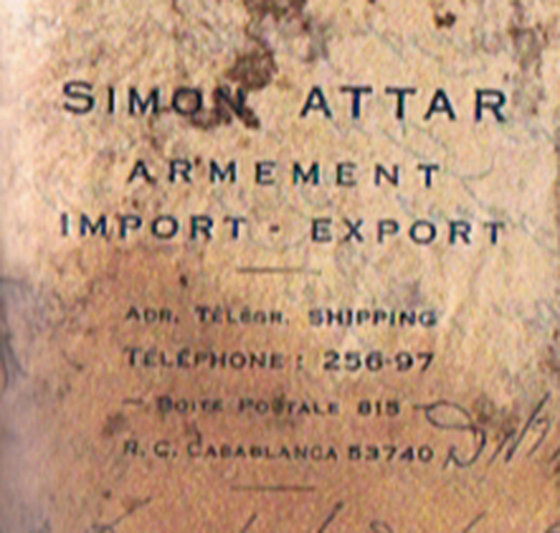 SIMON ATTAR
ARMEMENT
IMPORT - EXPORT
ADR. TÉLÉGR. SHIPPING
TÉLÉPHONE : 256-97
— BOITE POSTALE 815 —
R. C. CASABLANCA 53740